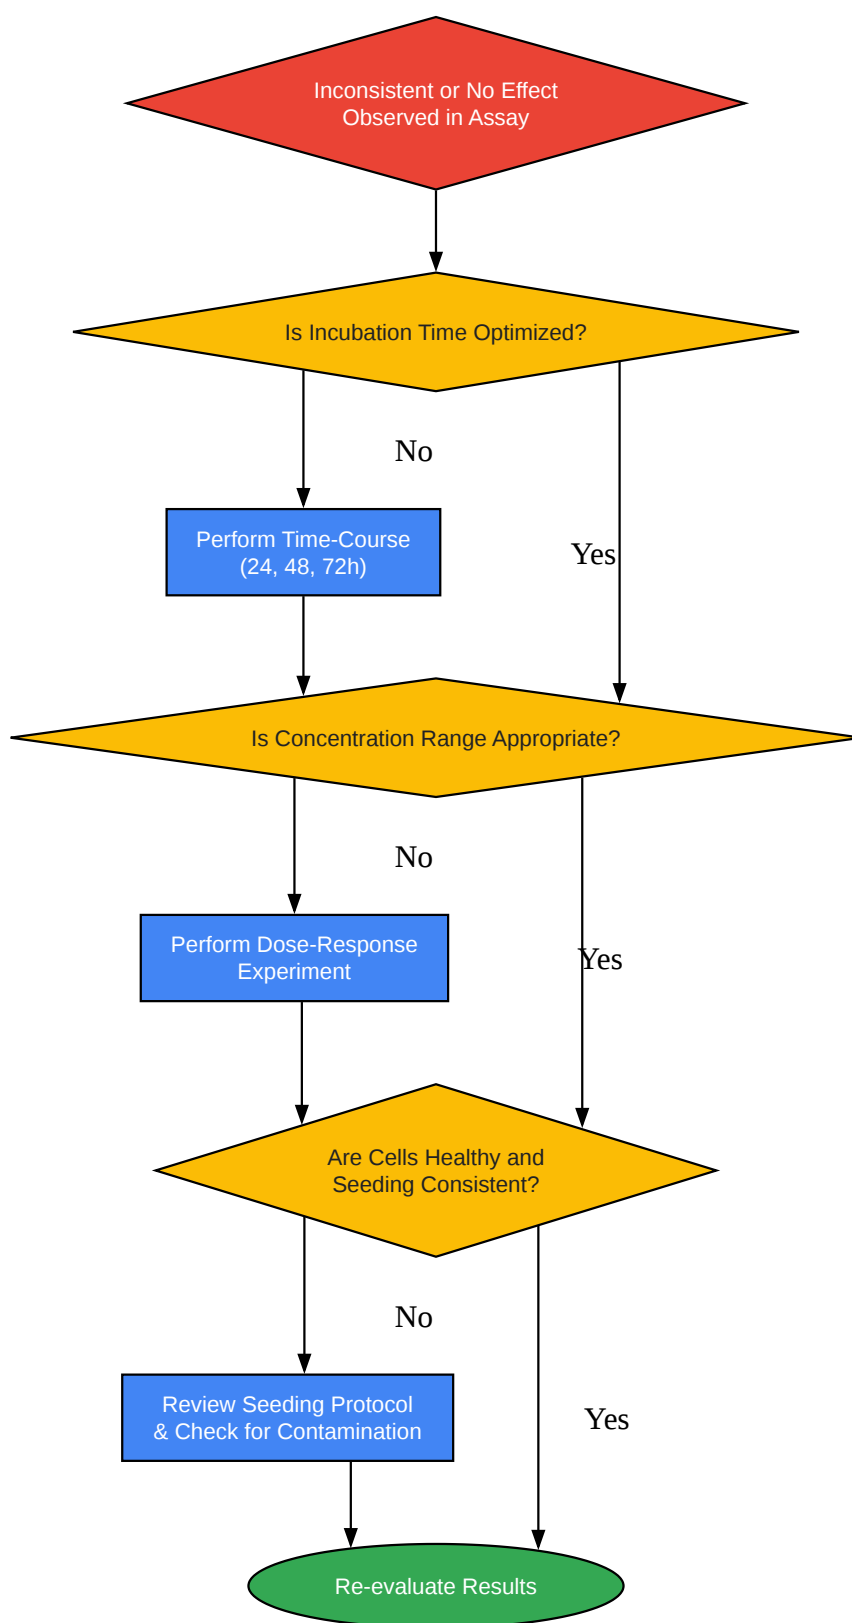 Inconsistent or No Effect
Observed in Assay
Is Incubation Time Optimized?
No
Perform Time-Course
(24, 48, 72h)
Yes
Is Concentration Range Appropriate?
No
Perform Dose-Response
Experiment
Yes
Are Cells Healthy and
Seeding Consistent?
No
Review Seeding Protocol
& Check for Contamination
Yes
Re-evaluate Results